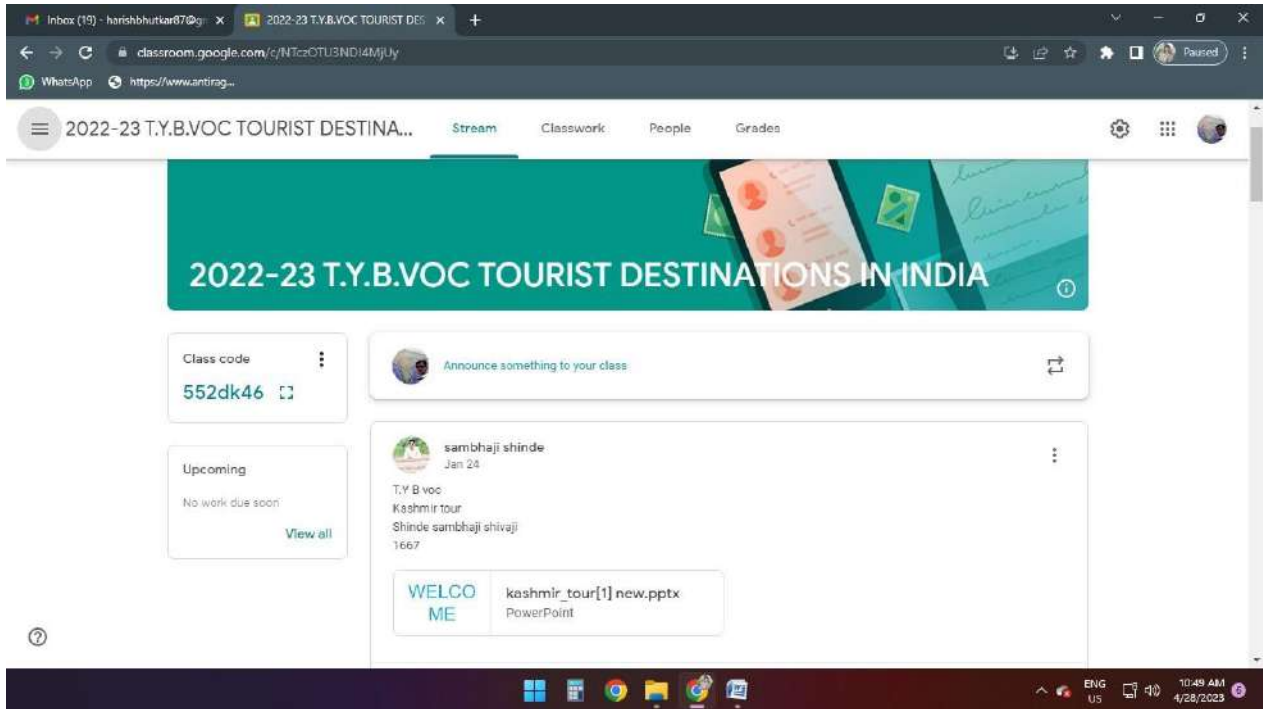 Inbox (19) - harishbhutkar87@g
2022-23 T.Y.B.VOC TOURIST DES
classroom.google.com/c/NTczOTU3NDI4MjUy
Paused
WhatsApp
https://www.antirag...
2022-23 T.Y.B.VOC TOURIST DESTINA...
Stream
Classwork
People
Grades
2022-23 T.Y.B.VOC TOURIST DESTINATIONS IN INDIA
Class code
552dk46
Announce something to your class
sambhaji shinde
Jan 24
Upcoming
No work due soon
View all
T.Y B voc
Kashmir tour
Shinde sambhaji shivaji
1667
WELCO
ME
kashmir_tour[1] new.pptx
PowerPoint
ENG
US
10:49 AM
4/28/2023